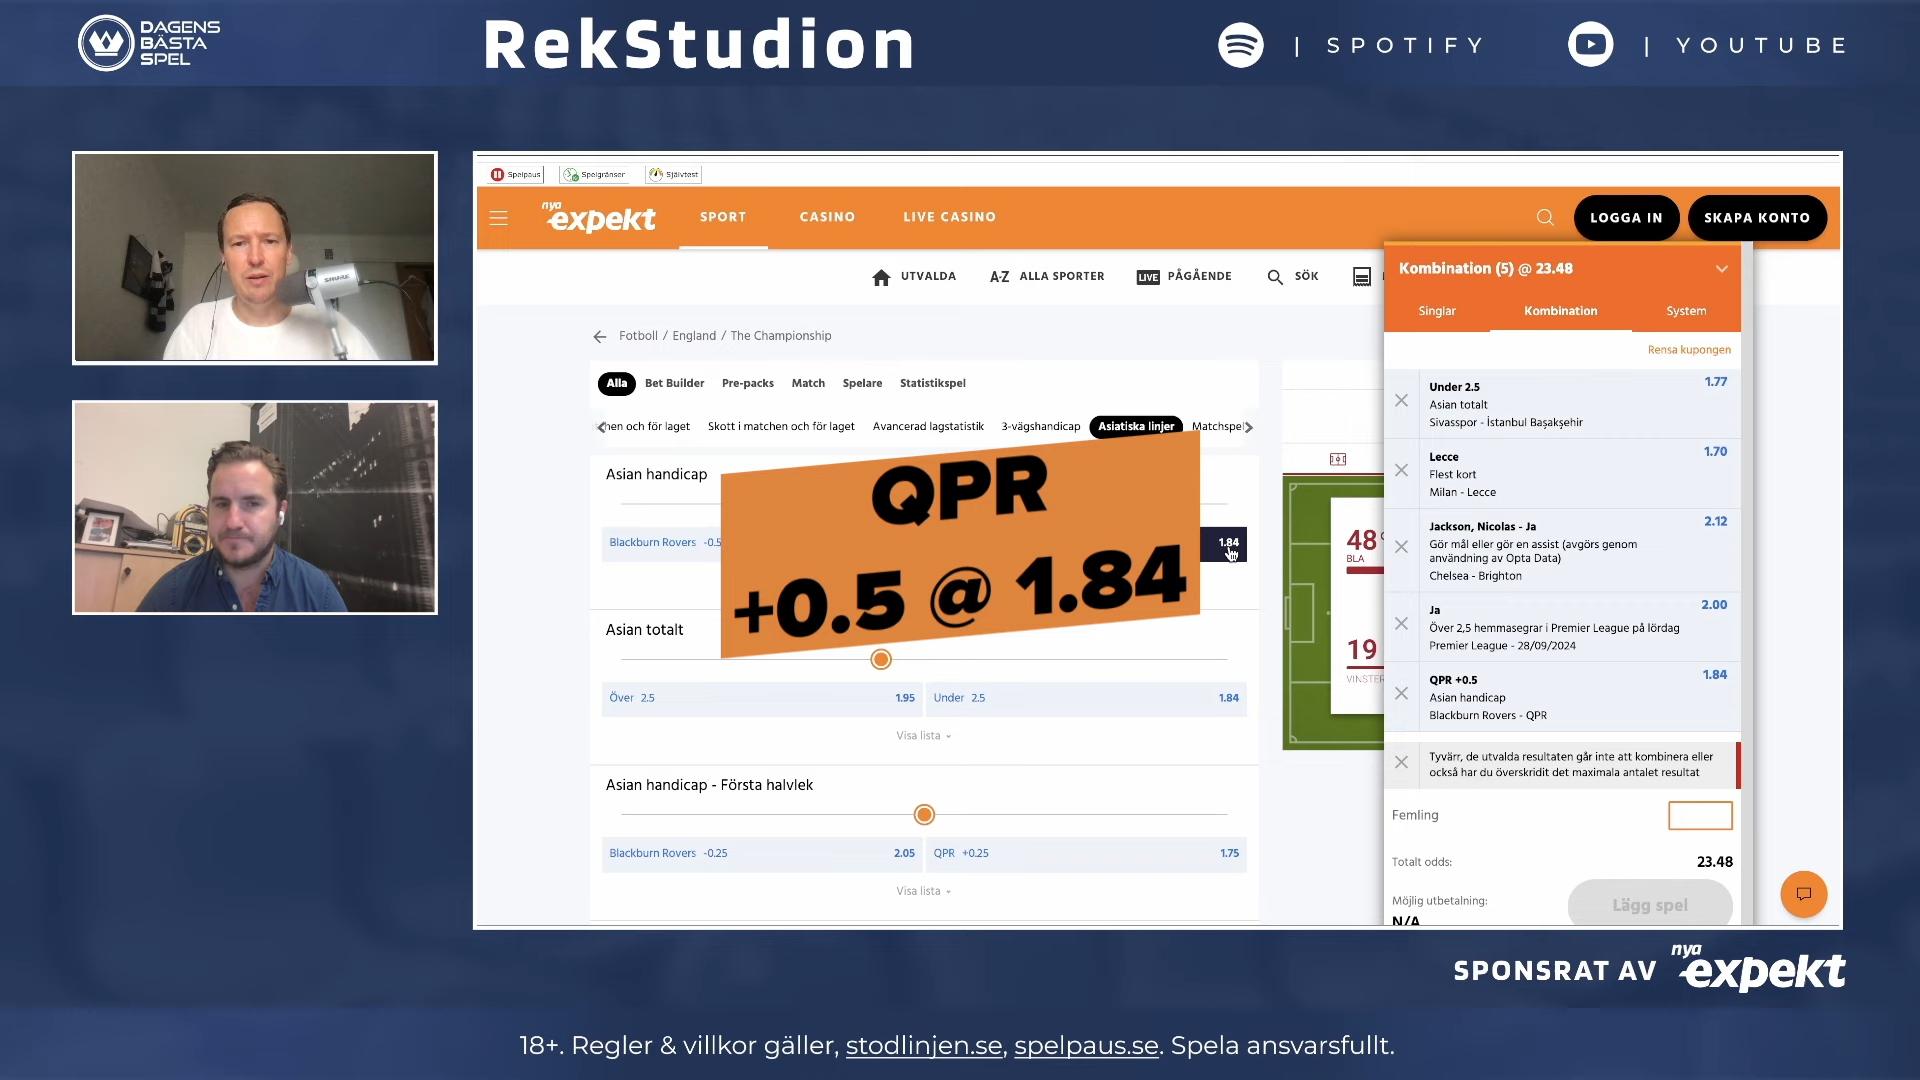 DAGENS
BÄSTA
SPEL
RekStudion
| SPOTIFY
| YOUTUBE
Spelpaus
Spelgränser
Självtest
nya
expekt
SPORT
CASINO
LIVE CASINO
LOGGA IN
SKAPA KONTO
UTVALDA
A-Z ALLA SPORTER
LIVE PÅGÅENDE
SÖK
Fotboll / England / The Championship
Alla
Bet Builder
Pre-packs
Match
Spelare
Statistikspel
hen och för laget
Skott i matchen och för laget
Avancerad lagstatistik
3-vägshandicap
Asiatiska linjer
Matchspel
Asian handicap
Blackburn Rovers -0.5
1.84
QPR
+0.5 @ 1.84
Asian totalt
Över 2.5 1.95
Under 2.5 1.84
Visa lista
Asian handicap - Första halvlek
Blackburn Rovers -0.25 2.05
QPR +0.25 1.75
Visa lista
48
BLA
19
VINSTER
Kombination (5) @ 23.48
Singlar
Kombination
System
Rensa kupongen
Under 2.5 1.77
Asian totalt
Sivasspor - İstanbul Başakşehir
Lecce 1.70
Flest kort
Milan - Lecce
Jackson, Nicolas - Ja 2.12
Gör mål eller gör en assist (avgörs genom
användning av Opta Data)
Chelsea - Brighton
Ja 2.00
Över 2,5 hemmasegrar i Premier League på lördag
Premier League - 28/09/2024
QPR +0.5 1.84
Asian handicap
Blackburn Rovers - QPR
Tyvärr, de utvalda resultaten går inte att kombinera eller
också har du överskridit det maximala antalet resultat
Femling
Totalt odds: 23.48
Möjlig utbetalning:
N/A
Lägg spel
SHURE
SPONSRAT AV nya expekt
18+. Regler & villkor gäller, stodlinjen.se, spelpaus.se. Spela ansvarsfullt.